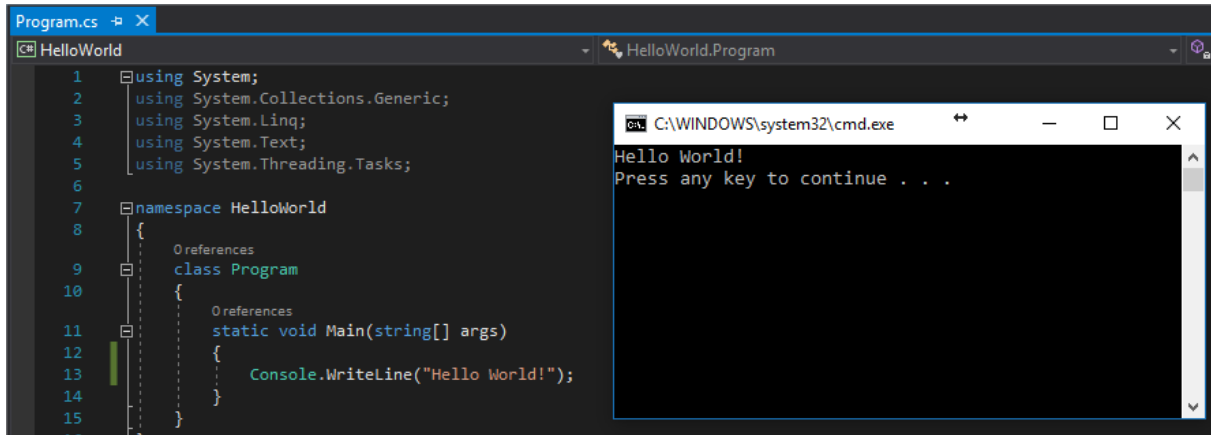 Program.cs
C# HelloWorld
HelloWorld.Program
1 using System;
2 using System.Collections.Generic;
3 using System.Linq;
4 using System.Text;
5 using System.Threading.Tasks;
6
7 namespace HelloWorld
8 {
0 references
9 class Program
10 {
0 references
11 static void Main(string[] args)
12 {
13 Console.WriteLine("Hello World!");
14 }
15 }
C:\WINDOWS\system32\cmd.exe
Hello World!
Press any key to continue . . .